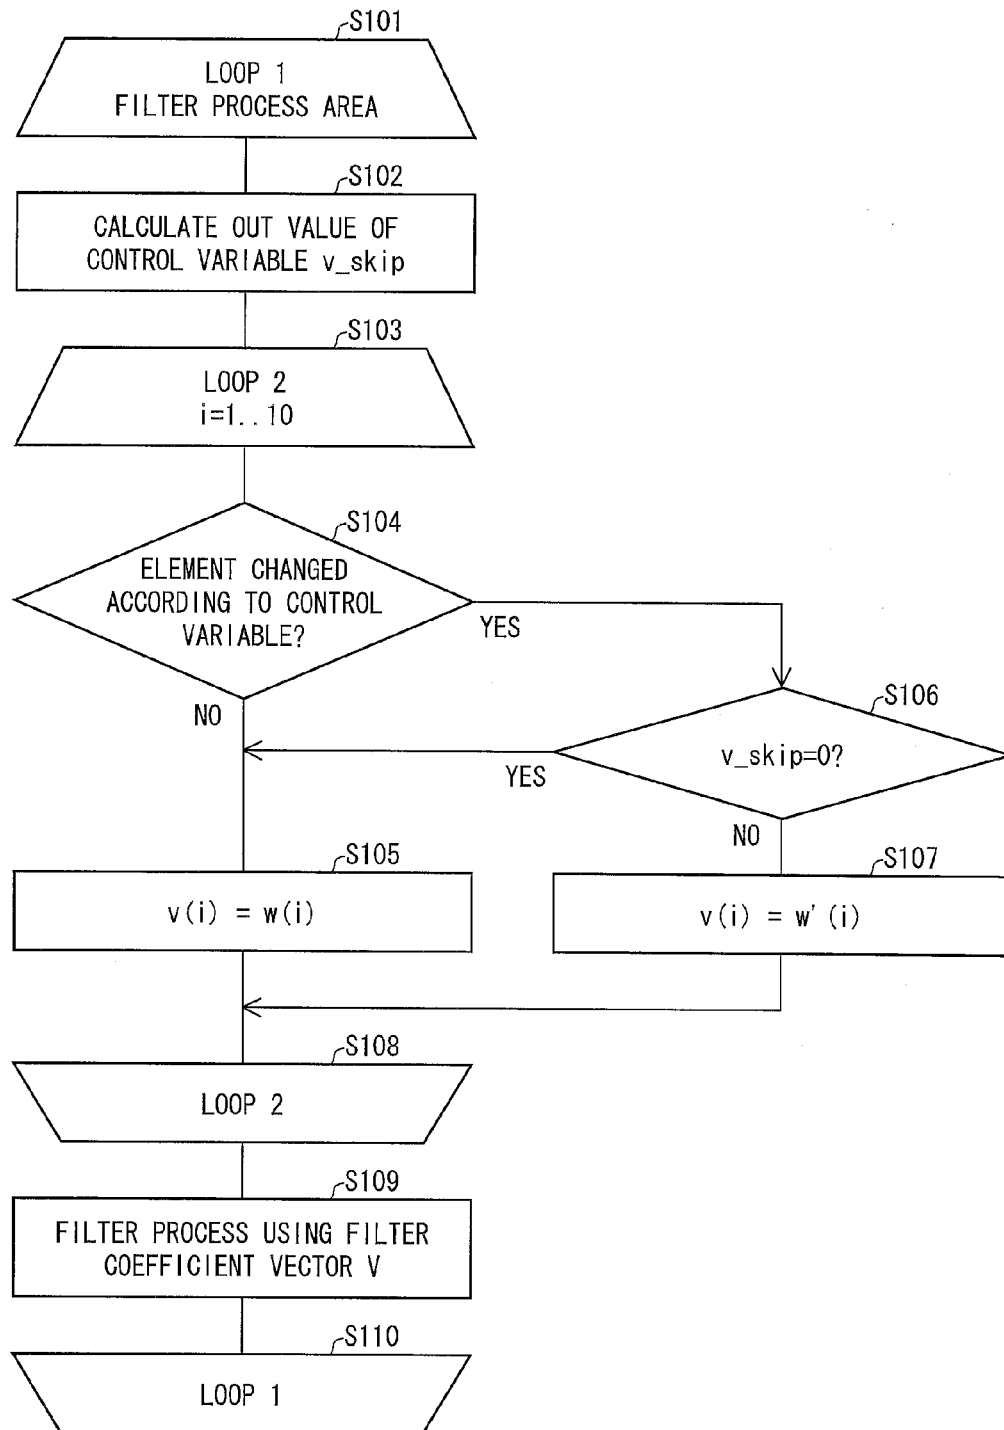 S101
LOOP 1
FILTER PROCESS AREA
S102
CALCULATE OUT VALUE OF
CONTROL VARIABLE v_skip
S103
LOOP 2
i=1..10
S104
ELEMENT CHANGED
ACCORDING TO CONTROL
VARIABLE?
YES
NO
S106
v_skip=0?
YES
NO
S105
v(i) = w(i)
S107
v(i) = w'(i)
S108
LOOP 2
S109
FILTER PROCESS USING FILTER
COEFFICIENT VECTOR V
S110
LOOP 1